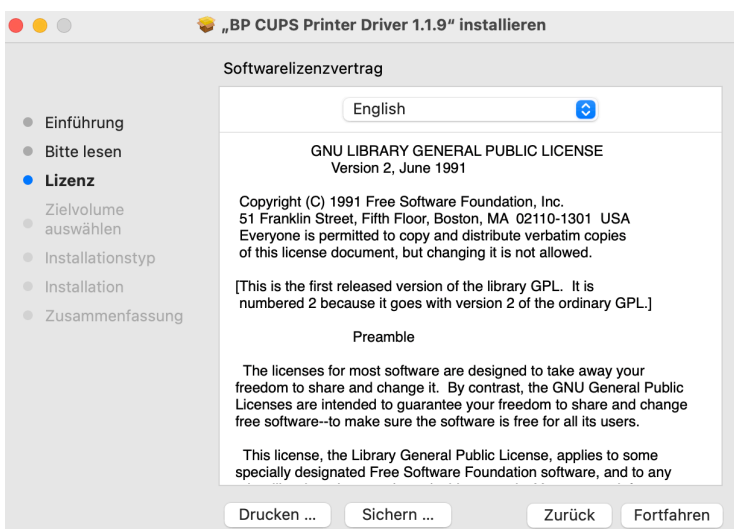 „BP CUPS Printer Driver 1.1.9“ installieren
Softwarelizenzvertrag
Einführung
Bitte lesen
Lizenz
Zielvolume
auswählen
Installationstyp
Installation
Zusammenfassung
English
GNU LIBRARY GENERAL PUBLIC LICENSE
Version 2, June 1991
Copyright (C) 1991 Free Software Foundation, Inc.
51 Franklin Street, Fifth Floor, Boston, MA 02110-1301 USA
Everyone is permitted to copy and distribute verbatim copies
of this license document, but changing it is not allowed.
[This is the first released version of the library GPL. It is
numbered 2 because it goes with version 2 of the ordinary GPL.]
Preamble
The licenses for most software are designed to take away your
freedom to share and change it. By contrast, the GNU General Public
Licenses are intended to guarantee your freedom to share and change
free software--to make sure the software is free for all its users.
This license, the Library General Public License, applies to some
specially designated Free Software Foundation software, and to any
Drucken ...
Sichern ...
Zurück
Fortfahren